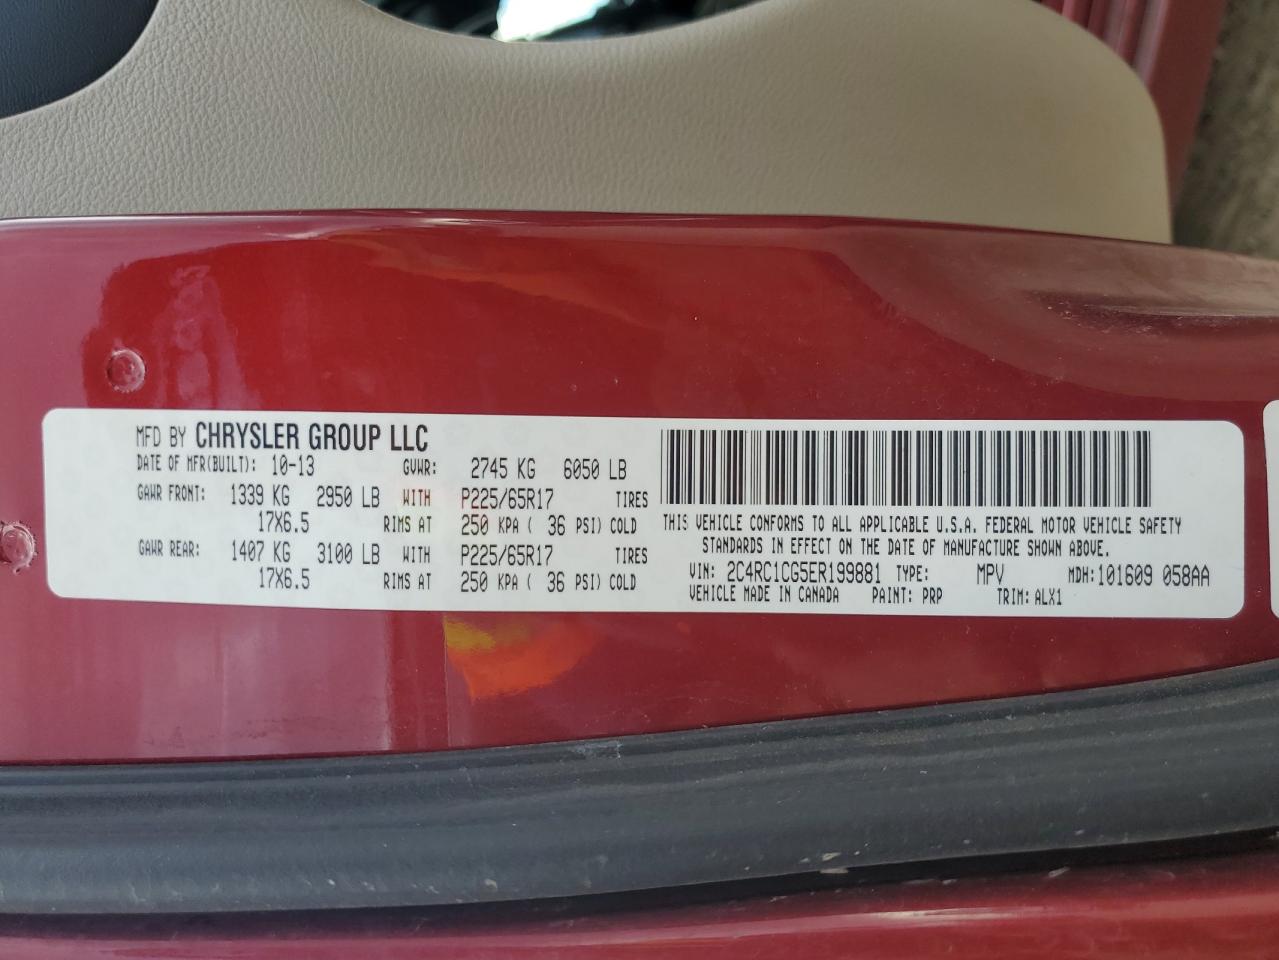 MFD BY CHRYSLER GROUP LLC
DATE OF MFR(BUILT): 10-13 GVWR: 2745 KG 6050 LB
GAWR FRONT: 1339 KG 2950 LB WITH P225/65R17 TIRES
17X6.5 RIMS AT 250 KPA ( 36 PSI) COLD
GAWR REAR: 1407 KG 3100 LB WITH P225/65R17 TIRES
17X6.5 RIMS AT 250 KPA ( 36 PSI) COLD
THIS VEHICLE CONFORMS TO ALL APPLICABLE U.S.A. FEDERAL MOTOR VEHICLE SAFETY
STANDARDS IN EFFECT ON THE DATE OF MANUFACTURE SHOWN ABOVE.
VIN: 2C4RC1CG5ER199881 TYPE: MPV MDH:101609 058AA
VEHICLE MADE IN CANADA PAINT: PRP TRIM: ALX1